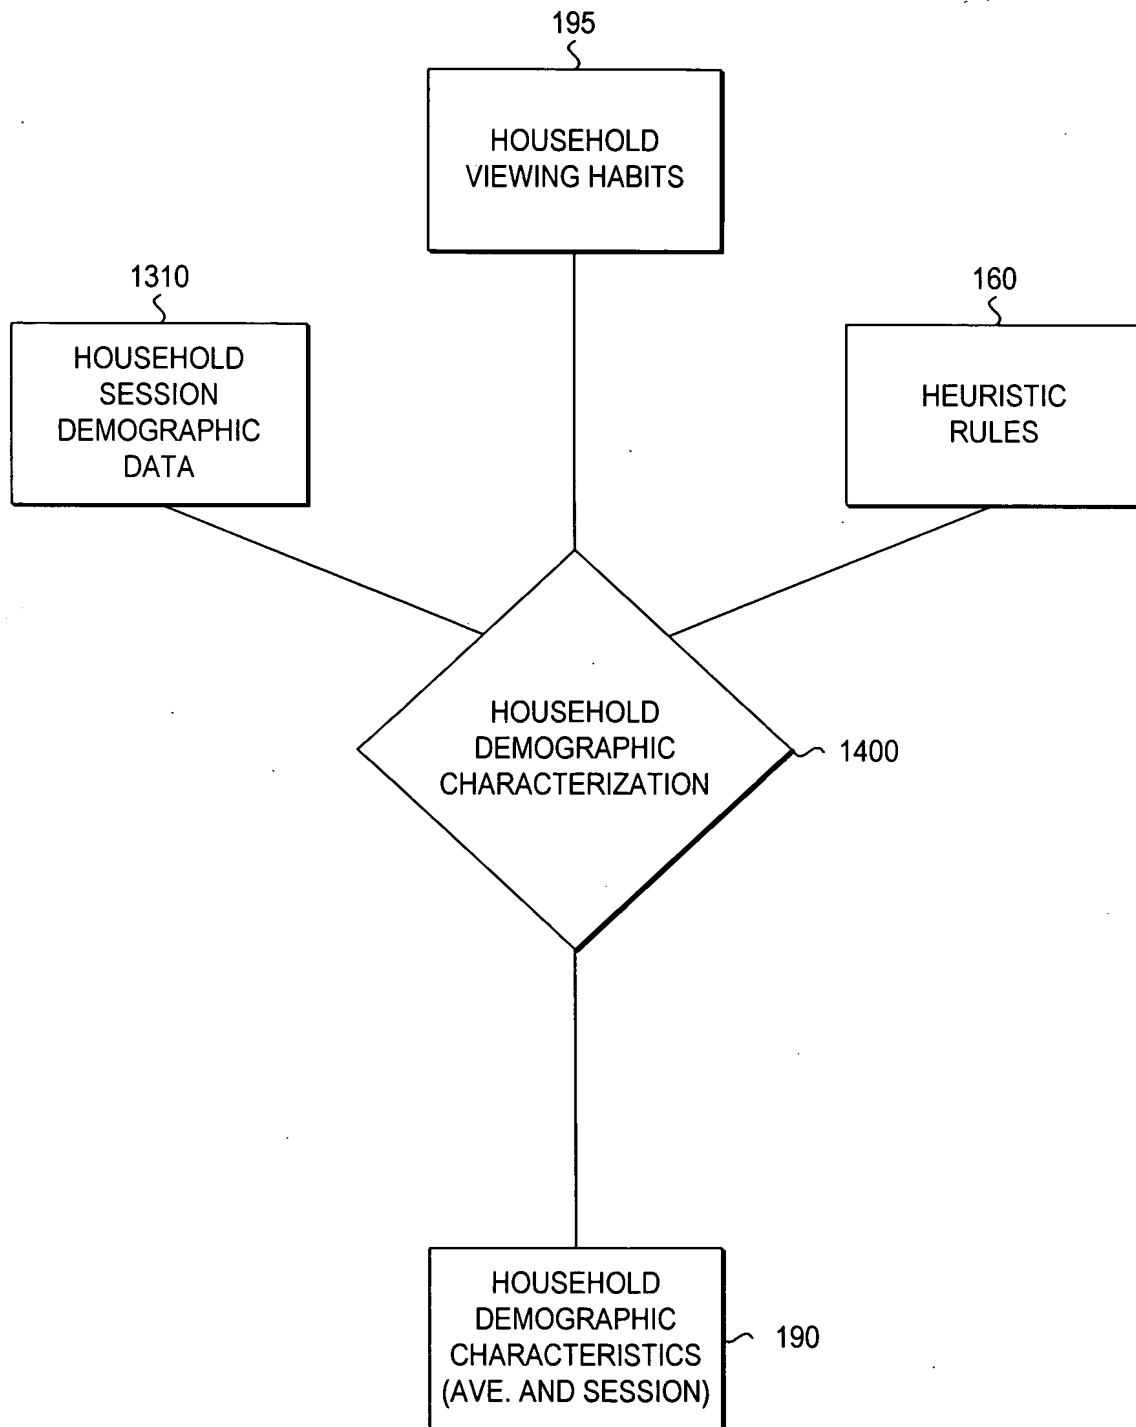 195
HOUSEHOLD
VIEWING HABITS
1310
HOUSEHOLD
SESSION
DEMOGRAPHIC
DATA
160
HEURISTIC
RULES
HOUSEHOLD
DEMOGRAPHIC
CHARACTERIZATION
1400
HOUSEHOLD
DEMOGRAPHIC
CHARACTERISTICS
(AVE. AND SESSION)
190